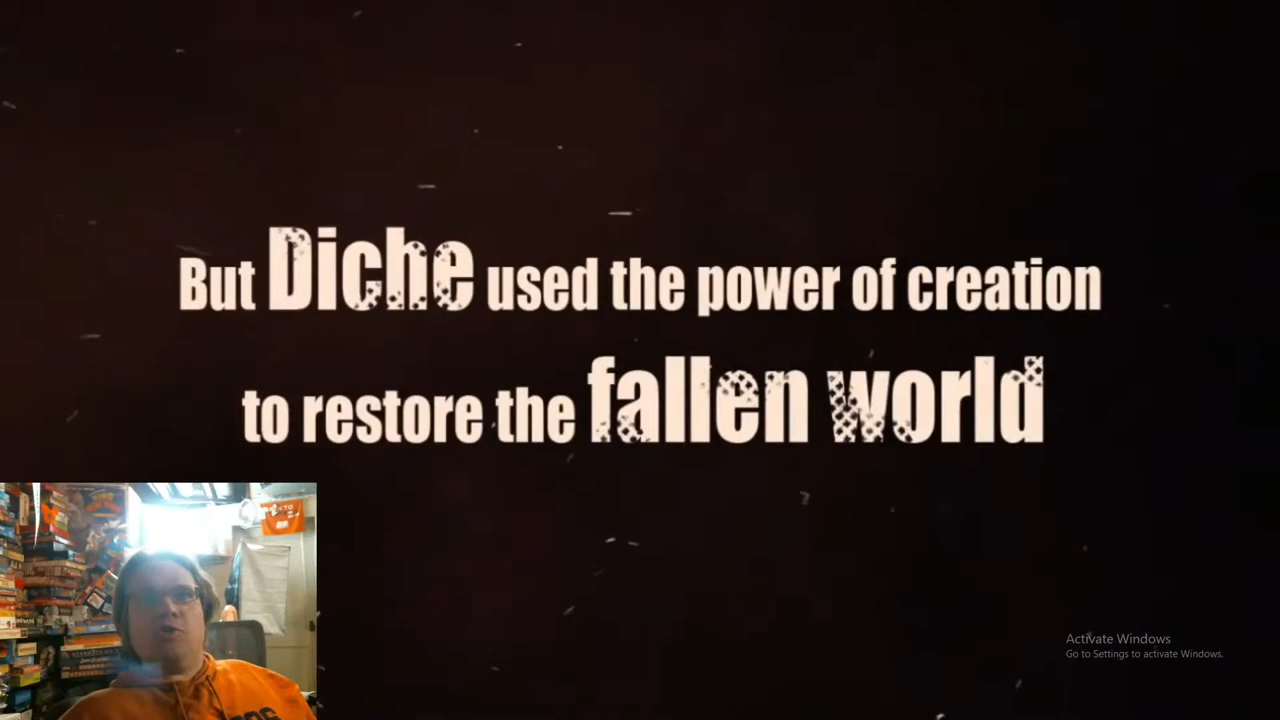 But Diche used the power of creation
to restore the fallen world
Activate Windows
Go to Settings to activate Windows.